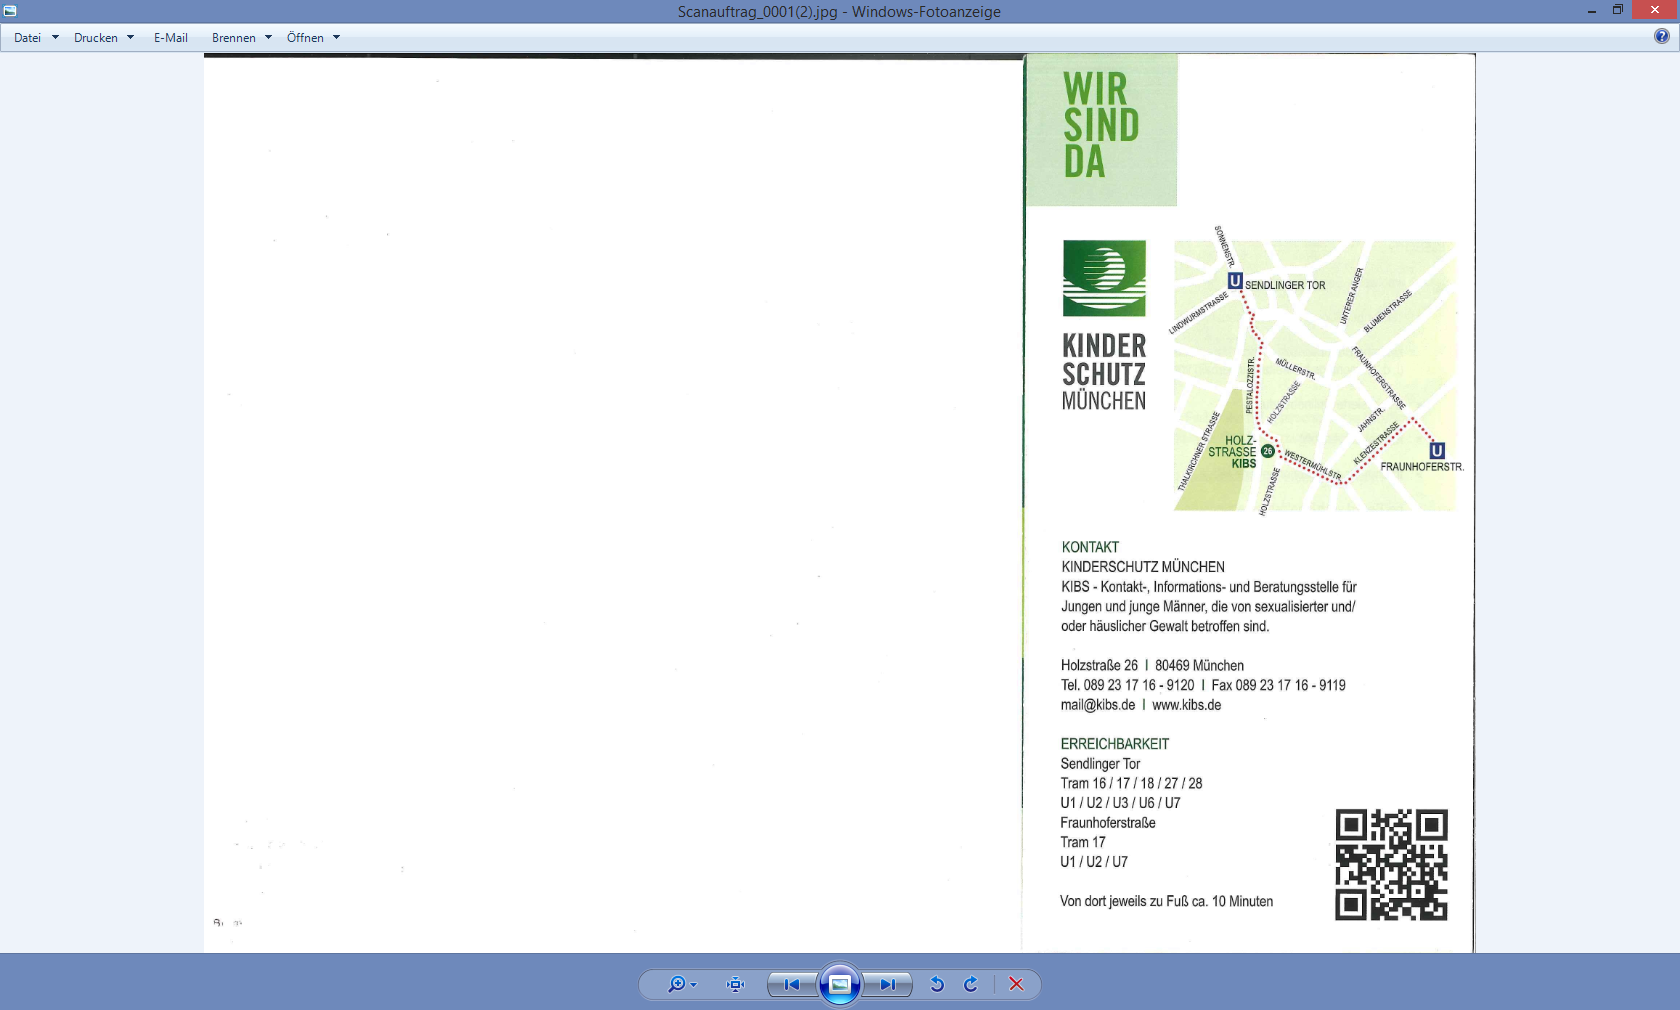 Scanauftrag_0001(2).jpg - Windows-Fotoanzeige
Datei Drucken E-Mail Brennen Öffnen
WIR
SIND
DA
KINDER
SCHUTZ
MÜNCHEN
SONNENSTR.
U SENDLINGER TOR
LINDWURMSTRASSE
UNTERER ANGER
BLUMENSTRASSE
FRAUNHOFERSTRASSE
MÜLLERSTR.
PESTALOZZISTR.
HOLZSTRASSE
JAHNSTR.
KLENZESTRASSE
THALKIRCHNER STRASSE
HOLZ-
STRASSE
KIBS
26
WESTERMÜHLSTR.
HOLZSTRASSE
U
FRAUNHOFERSTR.
KONTAKT
KINDERSCHUTZ MÜNCHEN
KIBS - Kontakt-, Informations- und Beratungsstelle für
Jungen und junge Männer, die von sexualisierter und/
oder häuslicher Gewalt betroffen sind.
Holzstraße 26 I 80469 München
Tel. 089 23 17 16 - 9120 I Fax 089 23 17 16 - 9119
mail@kibs.de I www.kibs.de
ERREICHBARKEIT
Sendlinger Tor
Tram 16 / 17 / 18 / 27 / 28
U1 / U2 / U3 / U6 / U7
Fraunhoferstraße
Tram 17
U1 / U2 / U7
Von dort jeweils zu Fuß ca. 10 Minuten